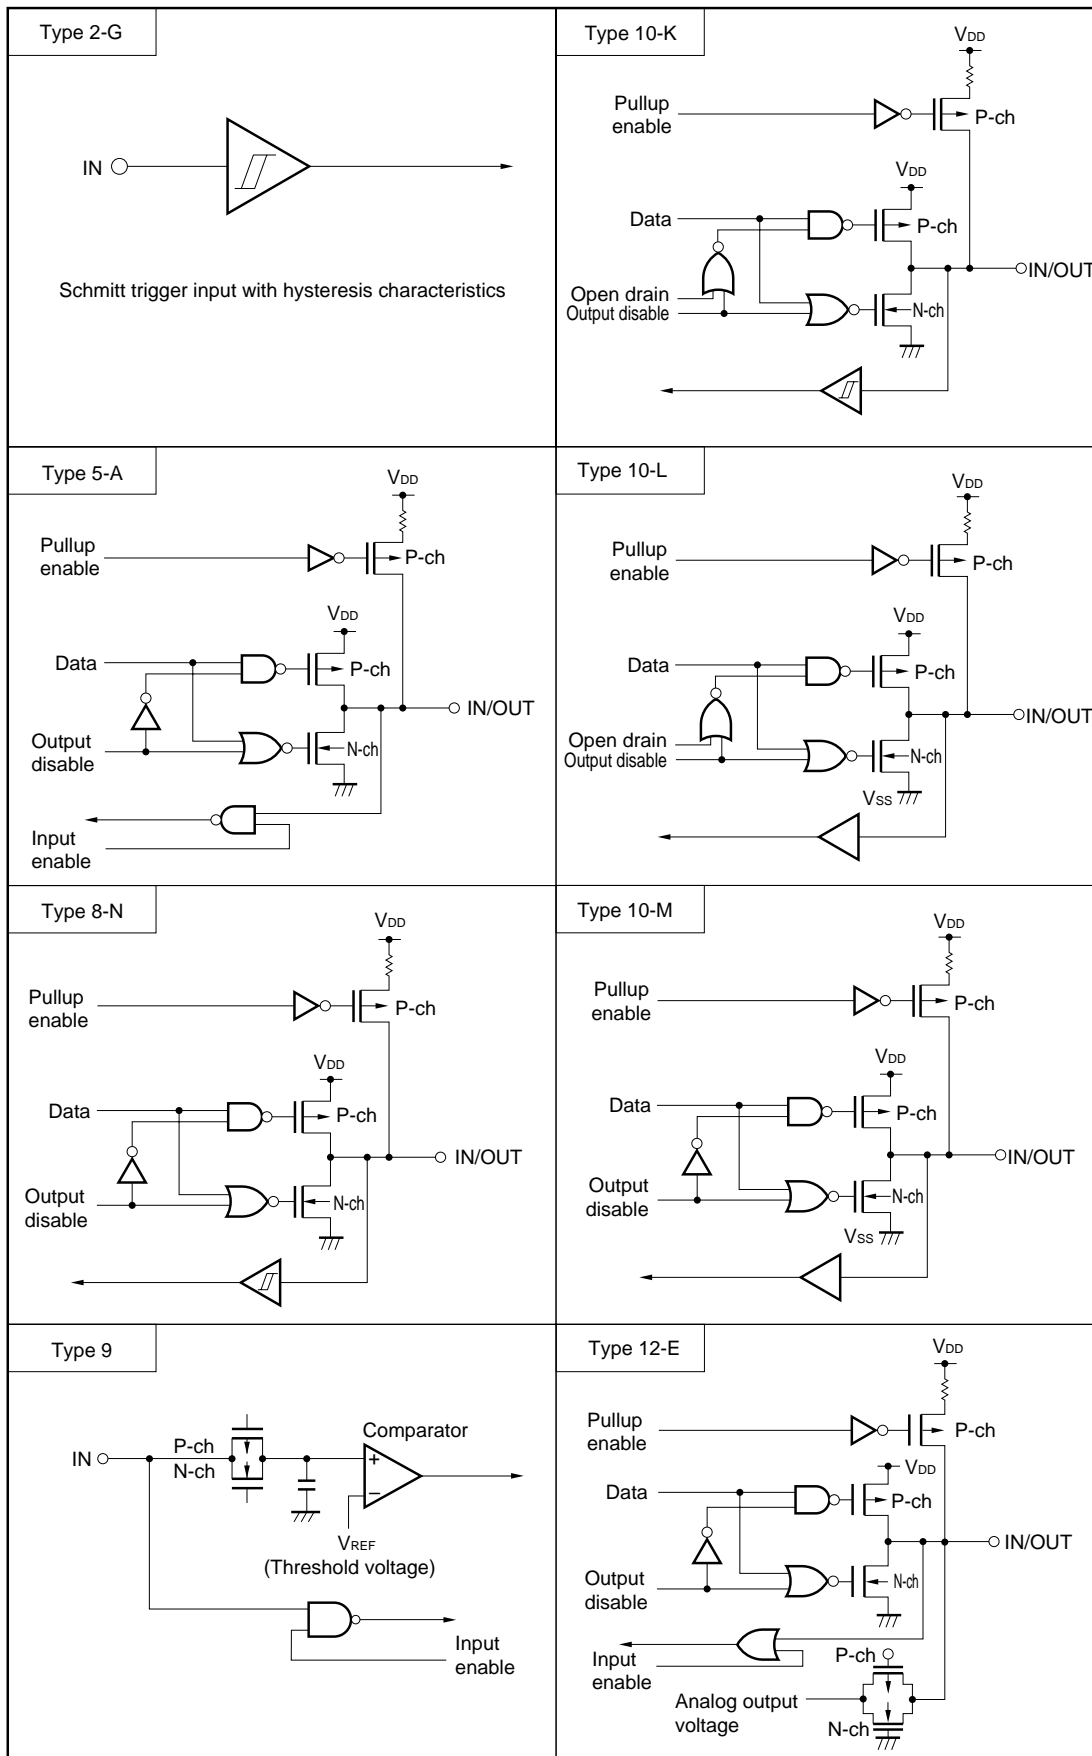 Type 2-G
IN
Schmitt trigger input with hysteresis characteristics
Type 10-K
VDD
Pullup
enable
P-ch
VDD
Data
P-ch
IN/OUT
Open drain
Output disable
N-ch
Type 5-A
VDD
Pullup
enable
P-ch
VDD
Data
P-ch
IN/OUT
Output
disable
N-ch
Input
enable
Type 10-L
VDD
Pullup
enable
P-ch
VDD
Data
P-ch
IN/OUT
Open drain
Output disable
N-ch
VSS
Type 8-N
VDD
Pullup
enable
P-ch
VDD
Data
P-ch
IN/OUT
Output
disable
N-ch
Type 10-M
VDD
Pullup
enable
P-ch
VDD
Data
P-ch
IN/OUT
Output
disable
N-ch
VSS
Type 9
Comparator
IN
P-ch
N-ch
+
−
VREF
(Threshold voltage)
Input
enable
Type 12-E
VDD
Pullup
enable
P-ch
VDD
Data
P-ch
IN/OUT
Output
disable
N-ch
Input
enable
P-ch
Analog output
voltage
N-ch